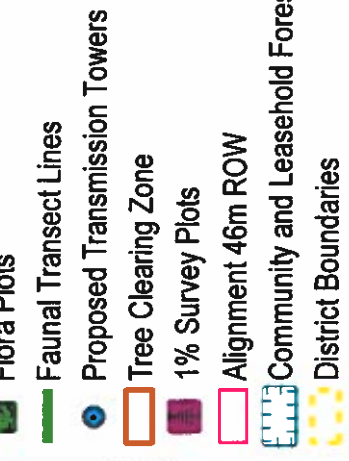 Flora Plots
Faunal Transect Lines
Proposed Transmission Towers
Tree Clearing Zone
1% Survey Plots
Alignment 46m ROW
Community and Leasehold Fores
District Boundaries